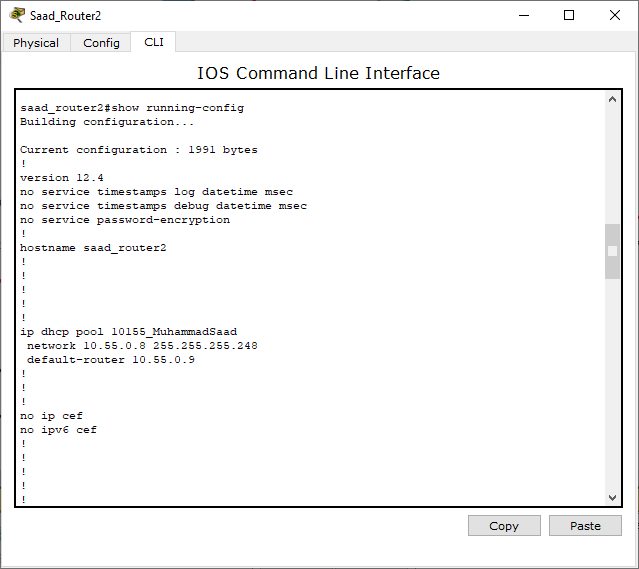 Saad_Router2
Physical Config CLI
IOS Command Line Interface
saad_router2#show running-config
Building configuration...
Current configuration : 1991 bytes
!
version 12.4
no service timestamps log datetime msec
no service timestamps debug datetime msec
no service password-encryption
!
hostname saad_router2
!
!
!
!
!
ip dhcp pool 10155_MuhammadSaad
 network 10.55.0.8 255.255.255.248
 default-router 10.55.0.9
!
!
!
no ip cef
no ipv6 cef
!
!
!
!
!
Copy Paste